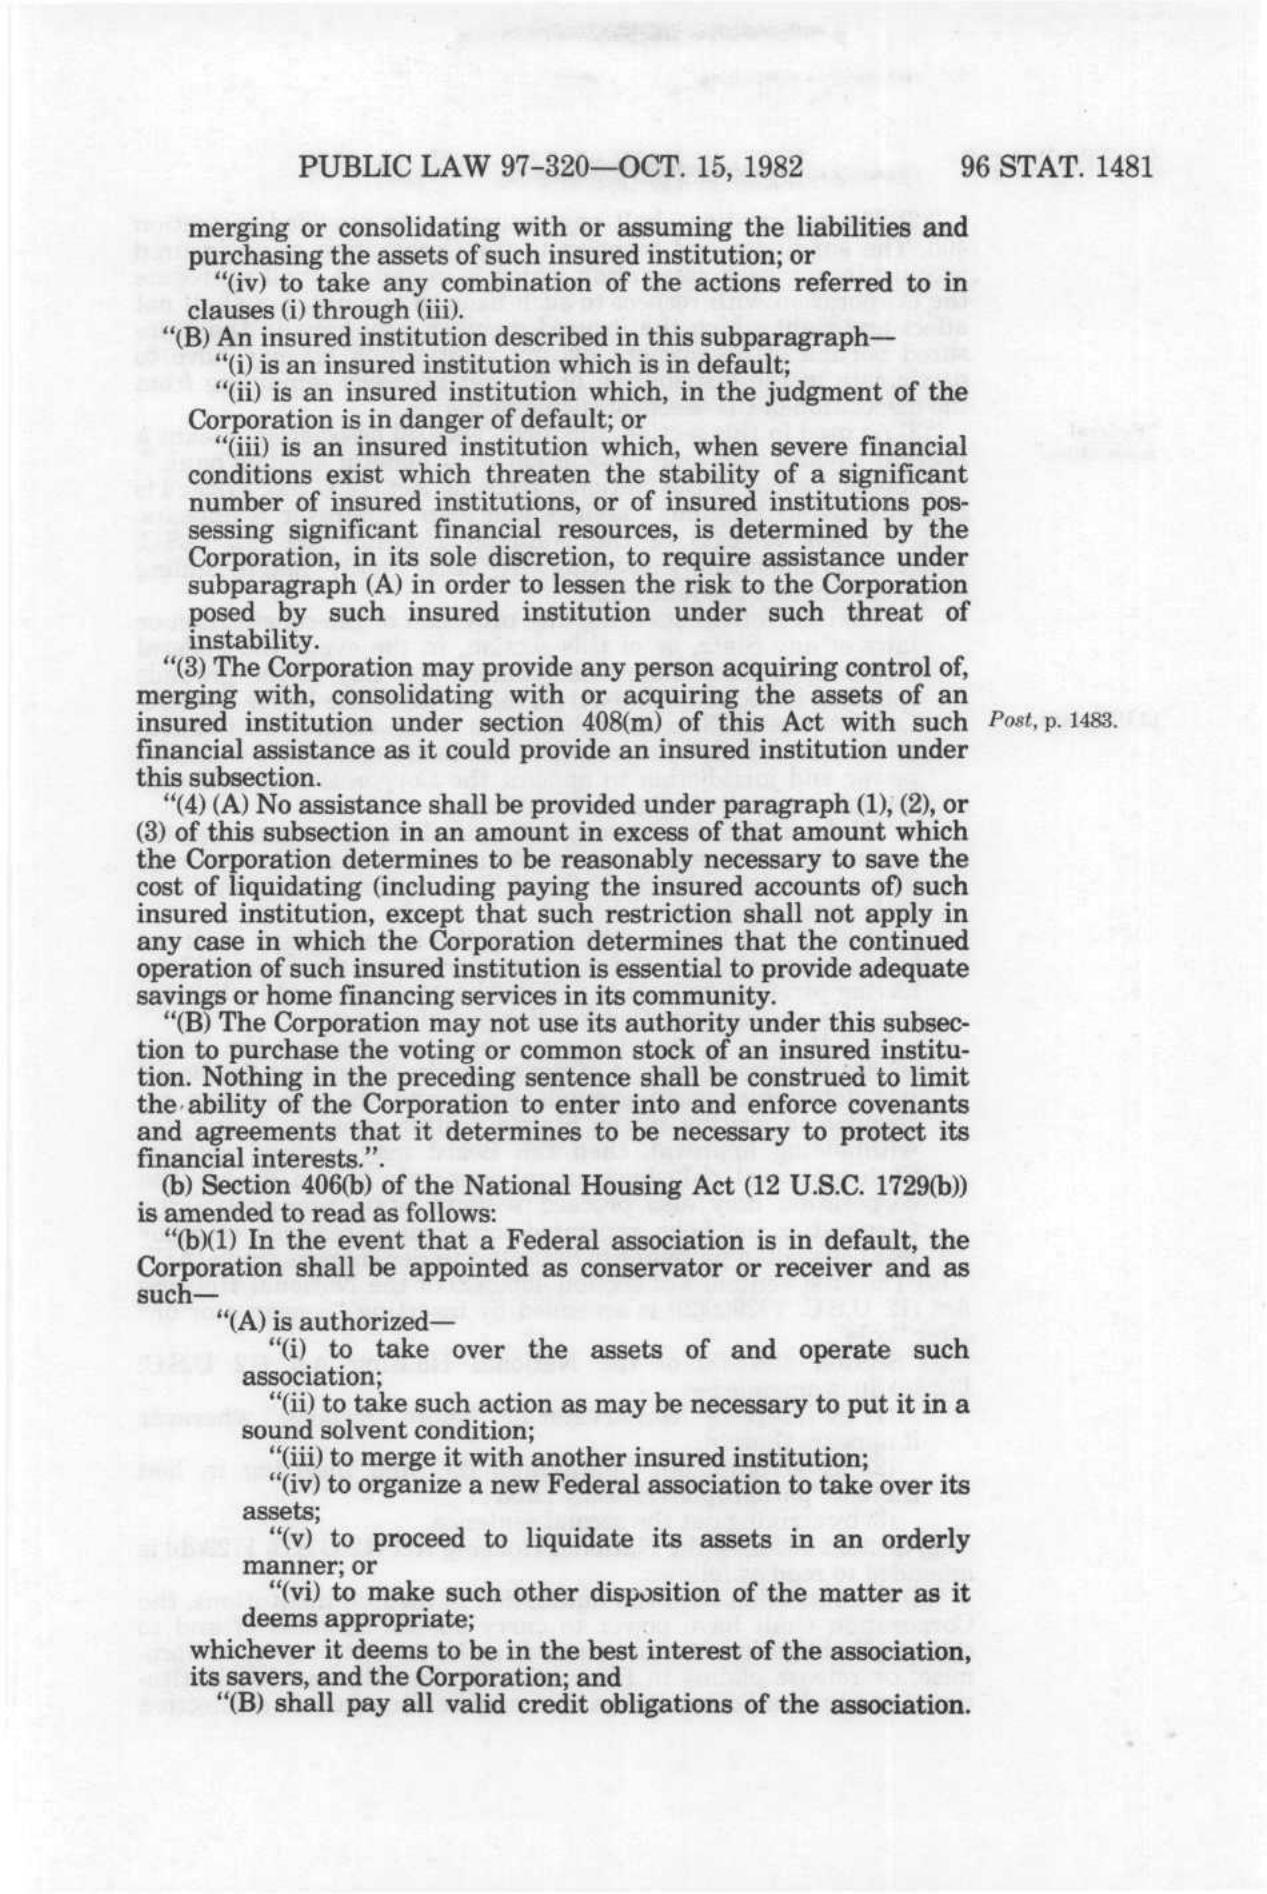 PUBLIC LAW 97-320—OCT. 15, 1982 96 STAT. 1481
merging or consolidating with or assuming the liabilities and
purchasing the assets of such insured institution; or
“(iv) to take any combination of the actions referred to in
clauses (i) through (iii).
“(B) An insured institution described in this subparagraph—
“(i) is an insured institution which is in default;
“(ii) is an insured institution which, in the judgment of the
Corporation is in danger of default; or
“(iii) is an insured institution which, when severe financial
conditions exist which threaten the stability of a significant
number of insured institutions, or of insured institutions pos-
sessing significant financial resources, is determined by the
Corporation, in its sole discretion, to require assistance under
subparagraph (A) in order to lessen the risk to the Corporation
posed by such insured institution under such threat of
instability.
“(3) The Corporation may provide any person acquiring control of,
merging with, consolidating with or acquiring the assets of an
insured institution under section 408(m) of this Act with such Post, p. 1483.
financial assistance as it could provide an insured institution under
this subsection.
“(4) (A) No assistance shall be provided under paragraph (1), (2), or
(3) of this subsection in an amount in excess of that amount which
the Corporation determines to be reasonably necessary to save the
cost of liquidating (including paying the insured accounts of) such
insured institution, except that such restriction shall not apply in
any case in which the Corporation determines that the continued
operation of such insured institution is essential to provide adequate
savings or home financing services in its community.
“(B) The Corporation may not use its authority under this subsec-
tion to purchase the voting or common stock of an insured institu-
tion. Nothing in the preceding sentence shall be construed to limit
the ability of the Corporation to enter into and enforce covenants
and agreements that it determines to be necessary to protect its
financial interests.”.
(b) Section 406(b) of the National Housing Act (12 U.S.C. 1729(b))
is amended to read as follows:
“(b)(1) In the event that a Federal association is in default, the
Corporation shall be appointed as conservator or receiver and as
such—
“(A) is authorized—
“(i) to take over the assets of and operate such
association;
“(ii) to take such action as may be necessary to put it in a
sound solvent condition;
“(iii) to merge it with another insured institution;
“(iv) to organize a new Federal association to take over its
assets;
“(v) to proceed to liquidate its assets in an orderly
manner; or
“(vi) to make such other disposition of the matter as it
deems appropriate;
whichever it deems to be in the best interest of the association,
its savers, and the Corporation; and
“(B) shall pay all valid credit obligations of the association.